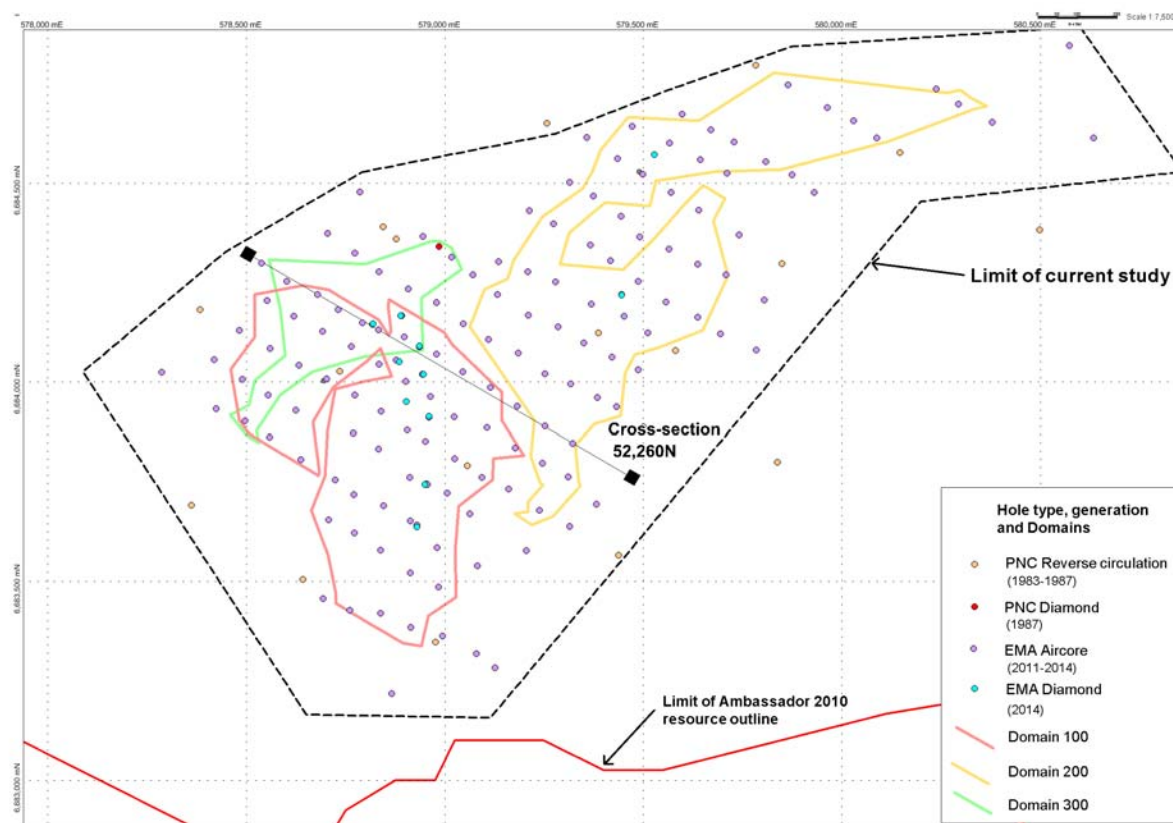 578,000 mE
578,500 mE
579,000 mE
579,500 mE
580,000 mE
580,500 mE
Scale 1:7,500
6,684,500 mN
6,684,000 mN
6,683,500 mN
6,683,000 mN
Limit of current study
Cross-section
52,260N
Limit of Ambassador 2010
resource outline
Hole type, generation
and Domains
PNC Reverse circulation
(1983-1987)
PNC Diamond
(1987)
EMA Aircore
(2011-2014)
EMA Diamond
(2014)
Domain 100
Domain 200
Domain 300